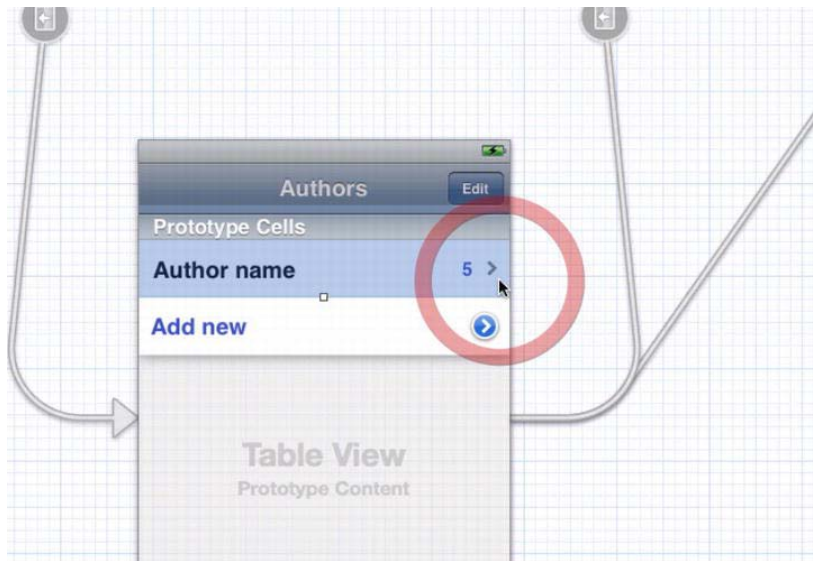 Authors Edit
Prototype Cells
Author name 5
Add new
Table View
Prototype Content